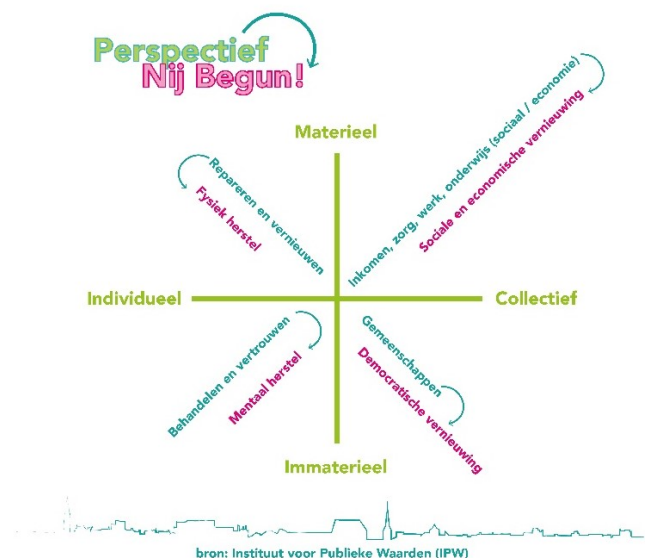 Perspectief
Nij Begun!
Materieel
Repareren en vernieuwen
Fysiek herstel
Inkomen, zorg, werk, onderwijs (sociaal / economie)
Sociale en economische vernieuwing
Individueel
Collectief
Behandelen en vertrouwen
Mentaal herstel
Gemeenschappen
Democratische vernieuwing
Immaterieel
bron: Instituut voor Publieke Waarden (IPW)